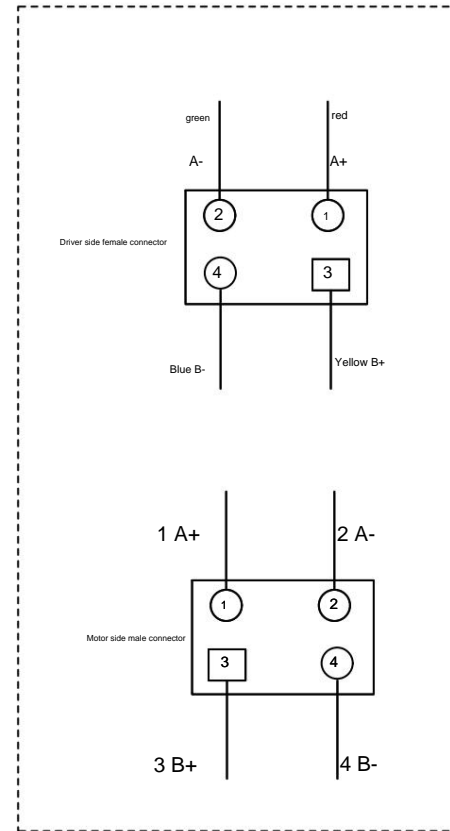 green
red
A-
A+
2
1
Driver side female connector
4
3
Blue B-
Yellow B+
1 A+
2 A-
1
2
Motor side male connector
3
4
3 B+
4 B-